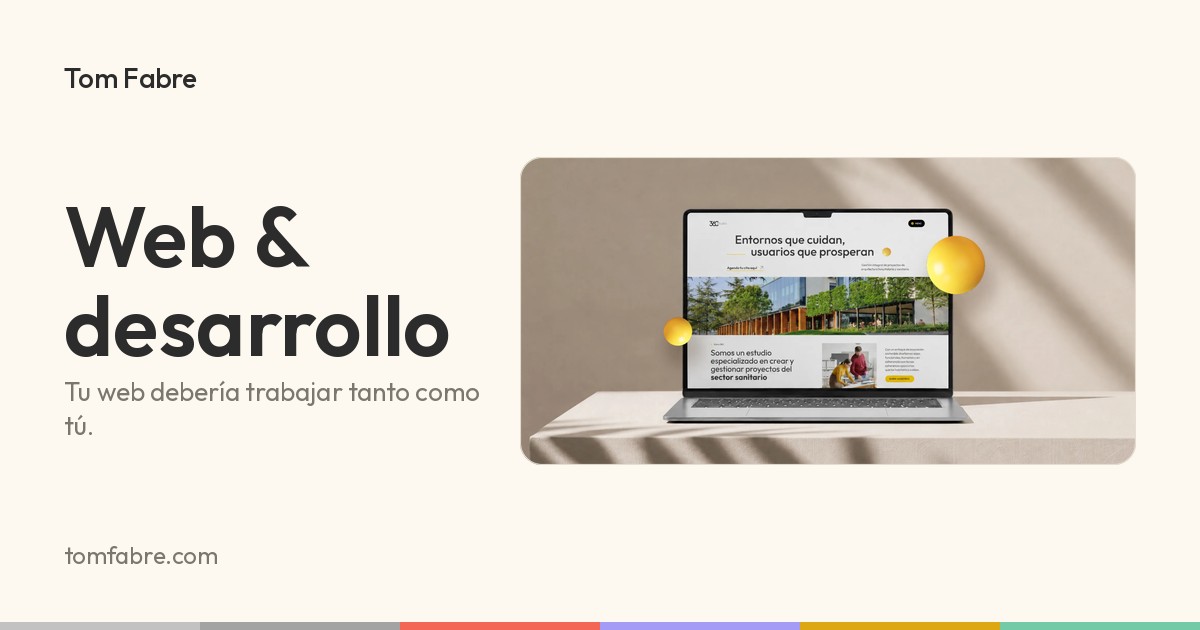 Tom Fabre
Web &
desarrollo
Tu web debería trabajar tanto como
tú.
tomfabre.com
Entornos que cuidan,
usuarios que prosperan
Somos un estudio
especializado en crear y
gestionar proyectos del
sector sanitario